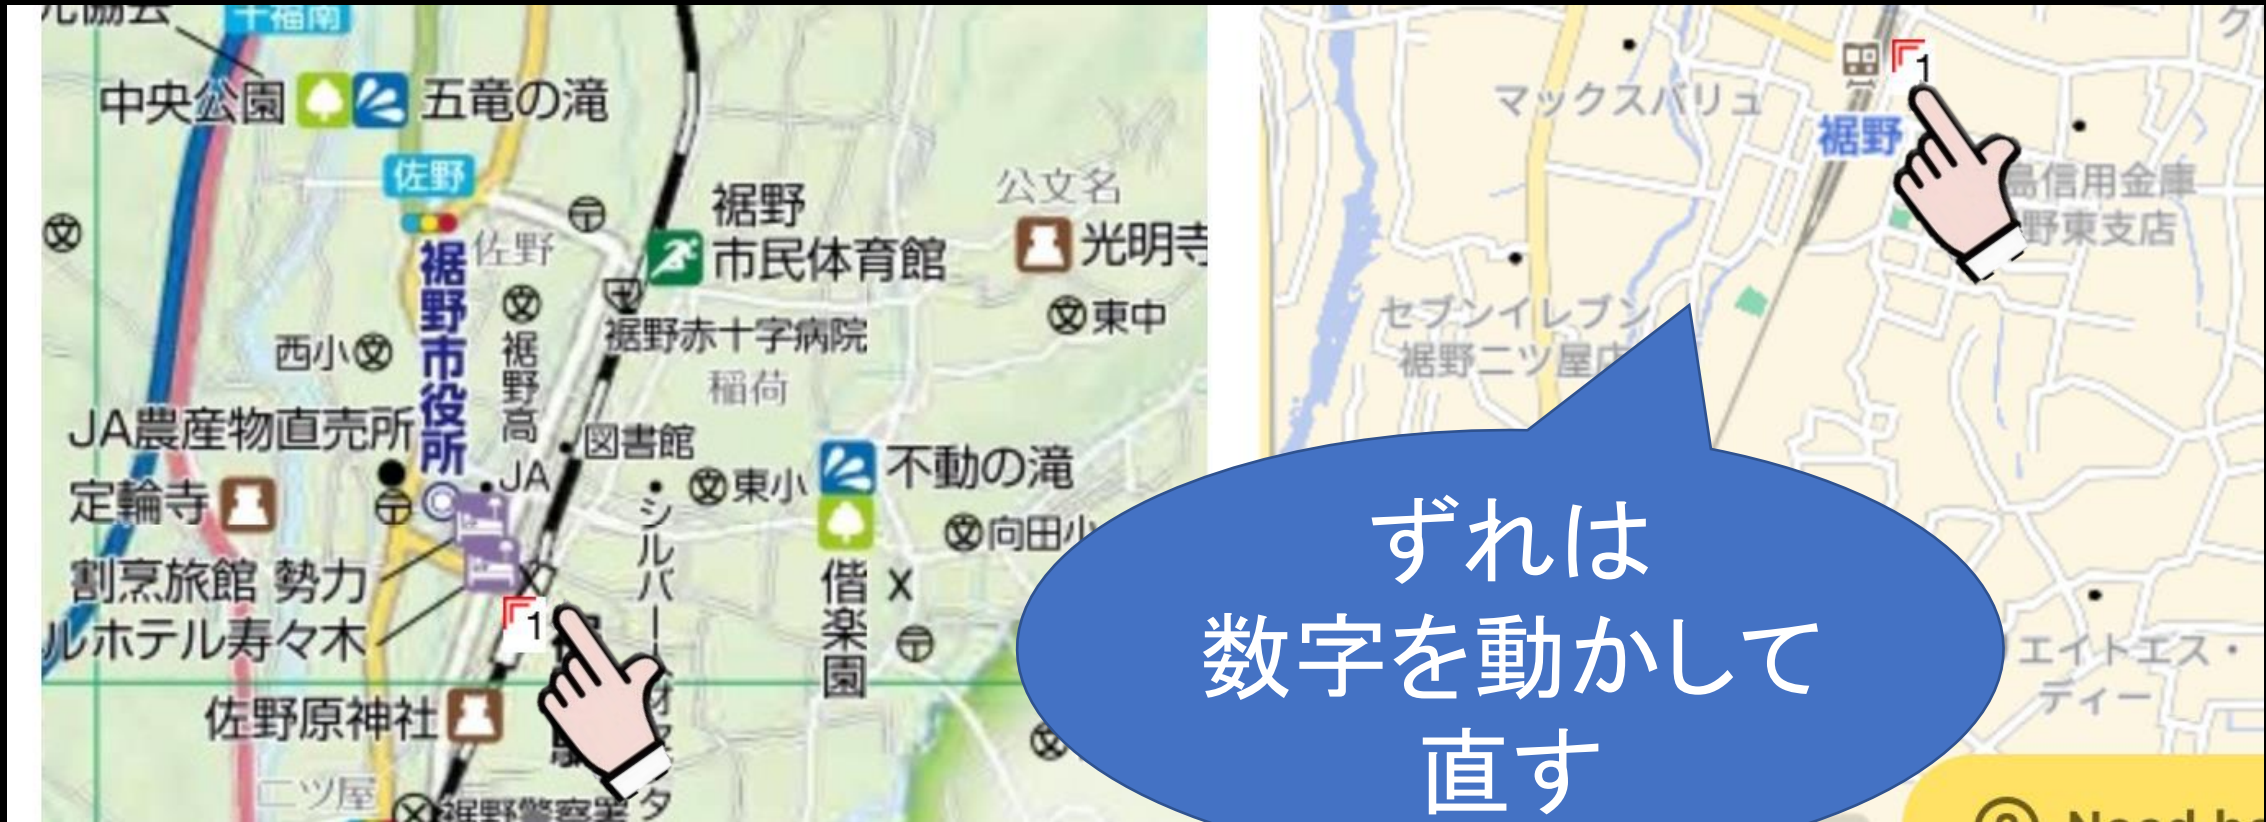 千福南
中央公園
五竜の滝
佐野
裾野
市民体育館
公文名
光明寺
佐野
裾野市役所
裾野高
西小
裾野赤十字病院
東中
稲荷
JA農産物直売所
JA
図書館
東小
不動の滝
定輪寺
向田小
割烹旅館 勢力
偕楽園
ルホテル寿々木
1
佐野原神社
二ツ屋
裾野警察署
マックスバリュ
1
裾野
島信用金庫
野東支店
セブンイレブン
裾野二ツ屋店
ずれは
数字を動かして
直す
エイトエス・
ディー
Need